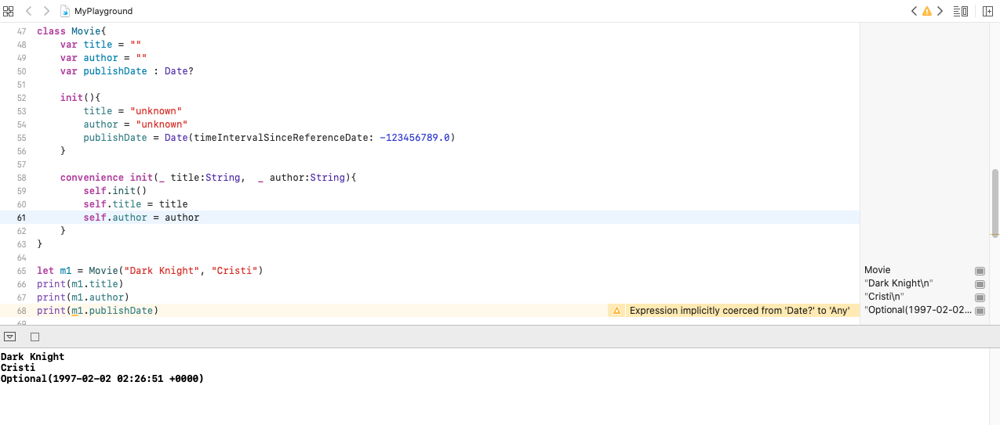 MyPlayground
47 class Movie{
48 var title = ""
49 var author = ""
50 var publishDate : Date?
51
52 init(){
53 title = "unknown"
54 author = "unknown"
55 publishDate = Date(timeIntervalSinceReferenceDate: -123456789.0)
56 }
57
58 convenience init(_ title:String,  _ author:String){
59 self.init()
60 self.title = title
61 self.author = author
62 }
63 }
64
65 let m1 = Movie("Dark Knight", "Cristi") Movie
66 print(m1.title) "Dark Knight\n"
67 print(m1.author) "Cristi\n"
68 print(m1.publishDate) Expression implicitly coerced from 'Date?' to 'Any' "Optional(1997-02-02...
69
Dark Knight
Cristi
Optional(1997-02-02 02:26:51 +0000)